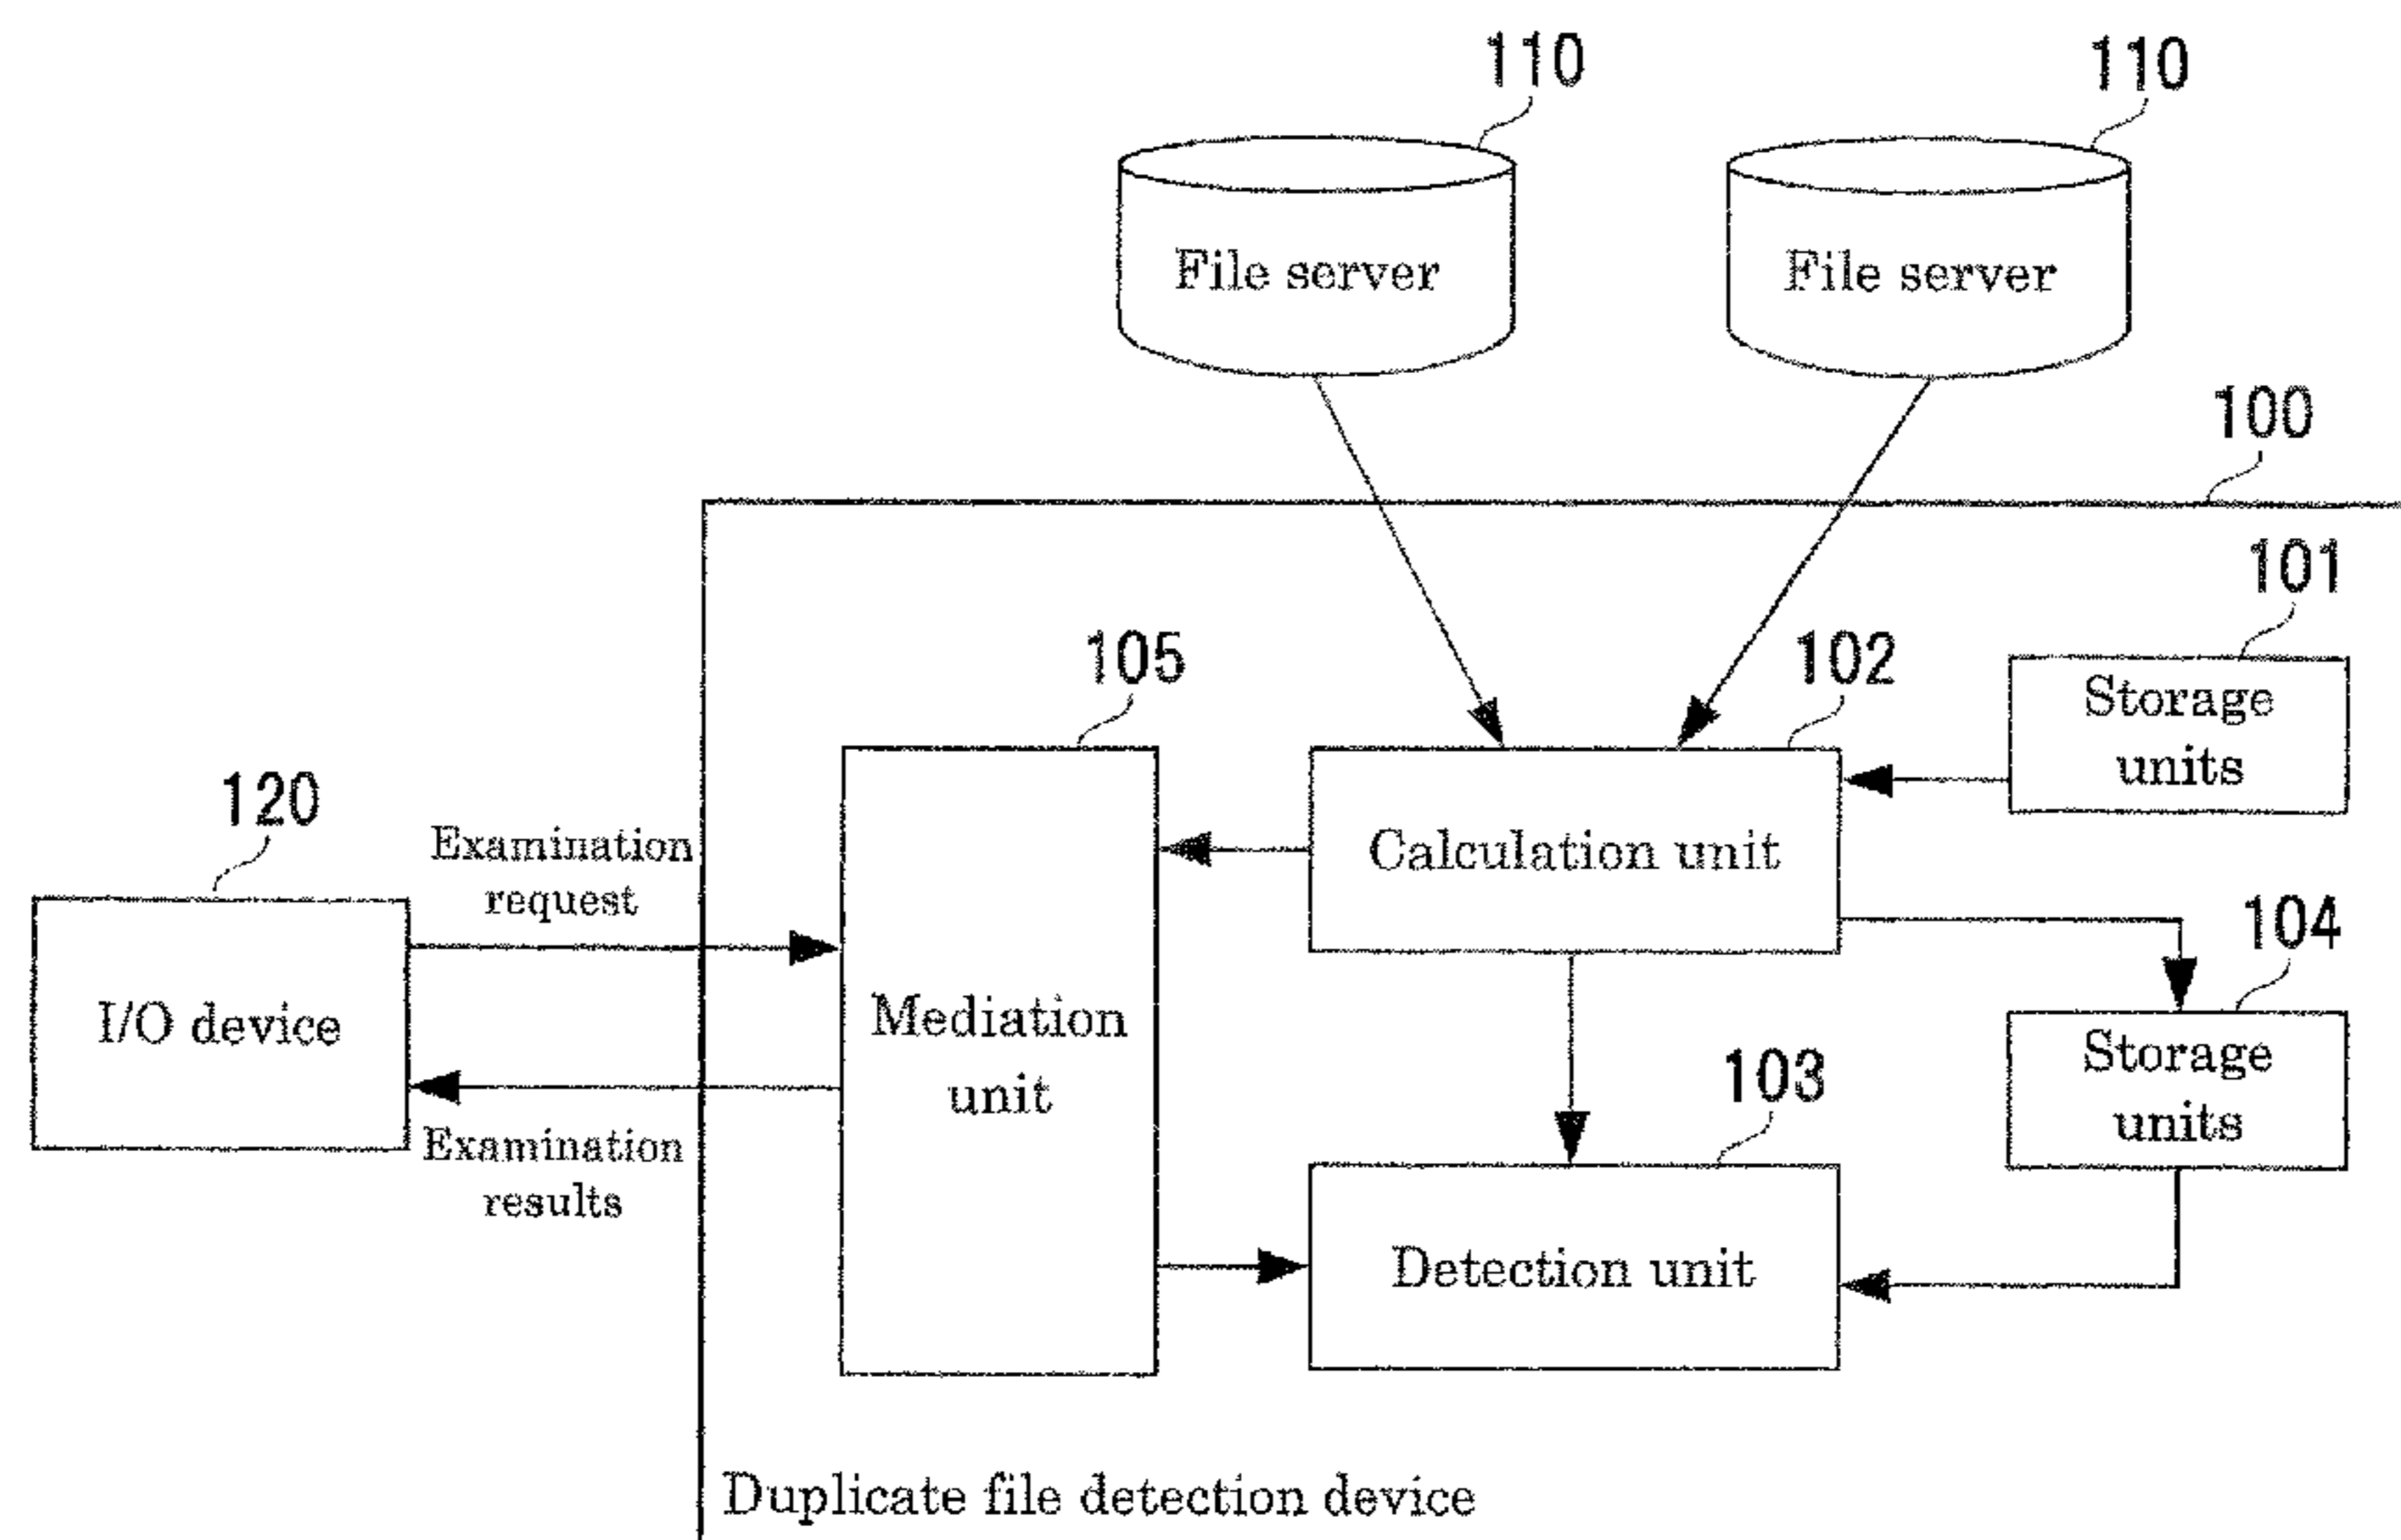 110
110
File server
File server
100
101
Storage
units
105
102
Calculation unit
120
Examination
request
I/O device
104
Storage
units
Mediation
unit
103
Examination
results
Detection unit
Duplicate file detection device